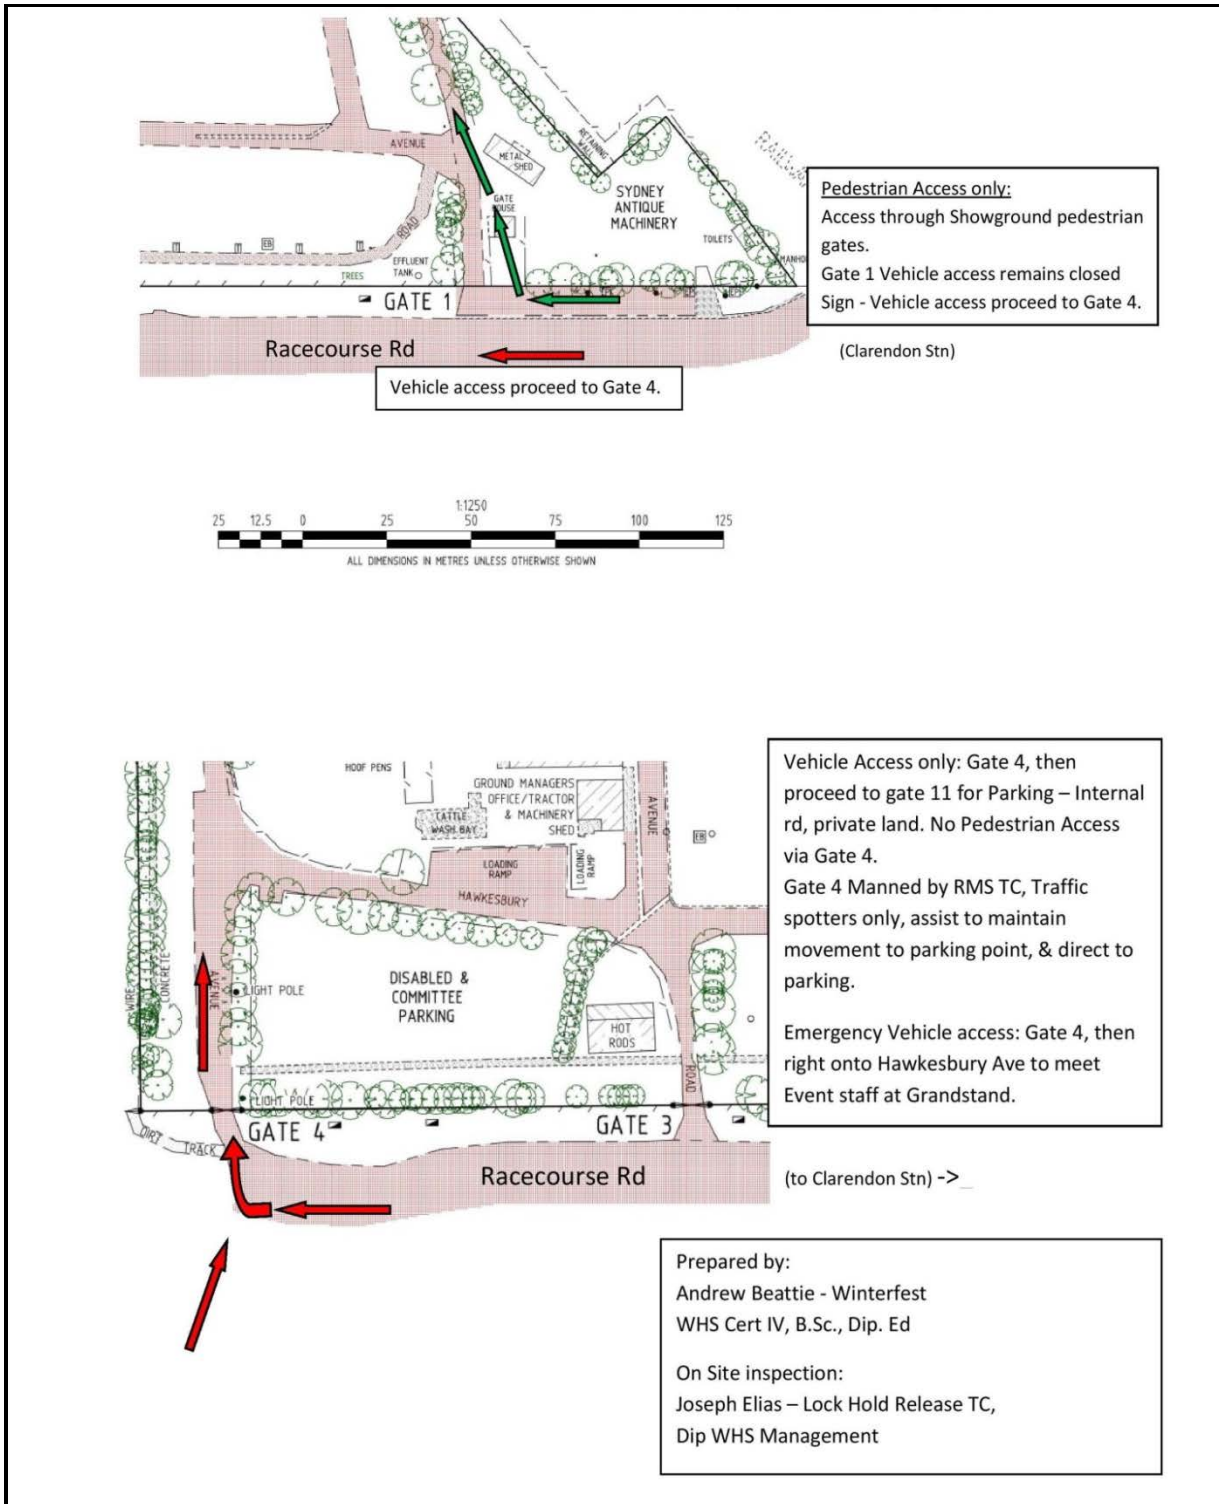 RETAINING
WALL
RAILWAY
AVENUE
METAL
SHED
SYDNEY
ANTIQUE
MACHINERY
GATE
HOUSE
ROAD
TOILETS
EB
EFFLUENT
TANK
TREES
GATE 1
Racecourse Rd
Vehicle access proceed to Gate 4.
Pedestrian Access only:
Access through Showground pedestrian
gates.
Gate 1 Vehicle access remains closed
Sign - Vehicle access proceed to Gate 4.
(Clarendon Stn)
1:1250
25 12.5 0 25 50 75 100 125
ALL DIMENSIONS IN METRES UNLESS OTHERWISE SHOWN
HOOF PENS
GROUND MANAGERS
OFFICE/TRACTOR
& MACHINERY
SHED
CATTLE
WASH BAY
LOADING
RAMP
LOADING
RAMP
HAWKESBURY
AVENUE
EB
WIRE
CONCRETE
AVENUE
LIGHT POLE
DISABLED &
COMMITTEE
PARKING
HOT
RODS
ROAD
LIGHT POLE
DIRT TRACK
GATE 4
GATE 3
Racecourse Rd
(to Clarendon Stn) ->_
Vehicle Access only: Gate 4, then
proceed to gate 11 for Parking – Internal
rd, private land. No Pedestrian Access
via Gate 4.
Gate 4 Manned by RMS TC, Traffic
spotters only, assist to maintain
movement to parking point, & direct to
parking.
Emergency Vehicle access: Gate 4, then
right onto Hawkesbury Ave to meet
Event staff at Grandstand.
Prepared by:
Andrew Beattie - Winterfest
WHS Cert IV, B.Sc., Dip. Ed
On Site inspection:
Joseph Elias – Lock Hold Release TC,
Dip WHS Management